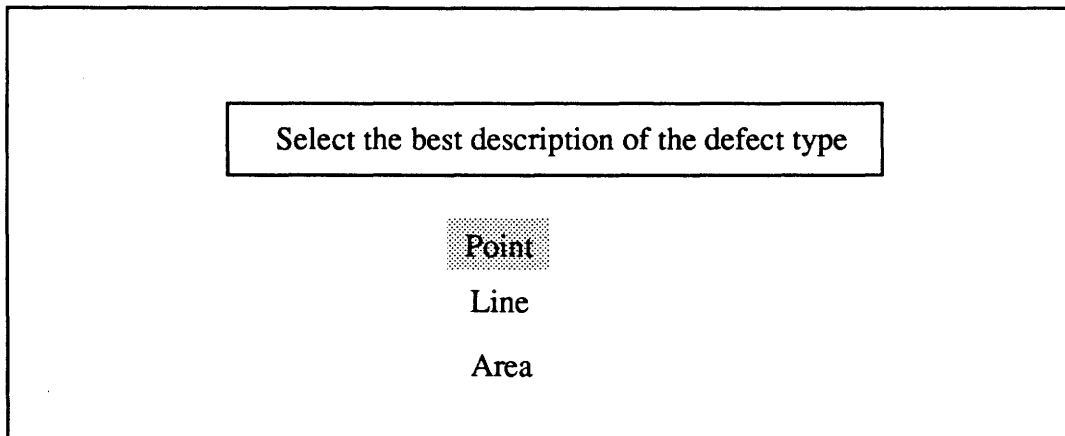 Select the best description of the defect type
Point
Line
Area